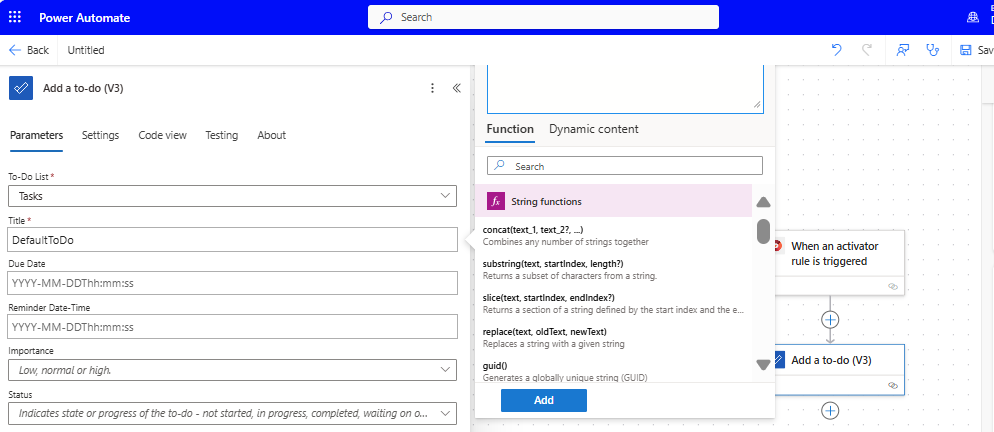 Power Automate
Search
Back
Untitled
Add a to-do (V3)
Parameters
Settings
Code view
Testing
About
To-Do List *
Tasks
Title *
DefaultToDo
Due Date
YYYY-MM-DDThh:mm:ss
Reminder Date-Time
YYYY-MM-DDThh:mm:ss
Importance
Low, normal or high.
Status
Indicates state or progress of the to-do - not started, in progress, completed, waiting on o...
Function
Dynamic content
Search
fx
String functions
concat(text_1, text_2?, ...)
Combines any number of strings together
substring(text, startIndex, length?)
Returns a subset of characters from a string.
slice(text, startIndex, endIndex?)
Returns a section of a string defined by the start index and the e...
replace(text, oldText, newText)
Replaces a string with a given string
guid()
Generates a globally unique string (GUID)
Add
When an activator
rule is triggered
Add a to-do (V3)